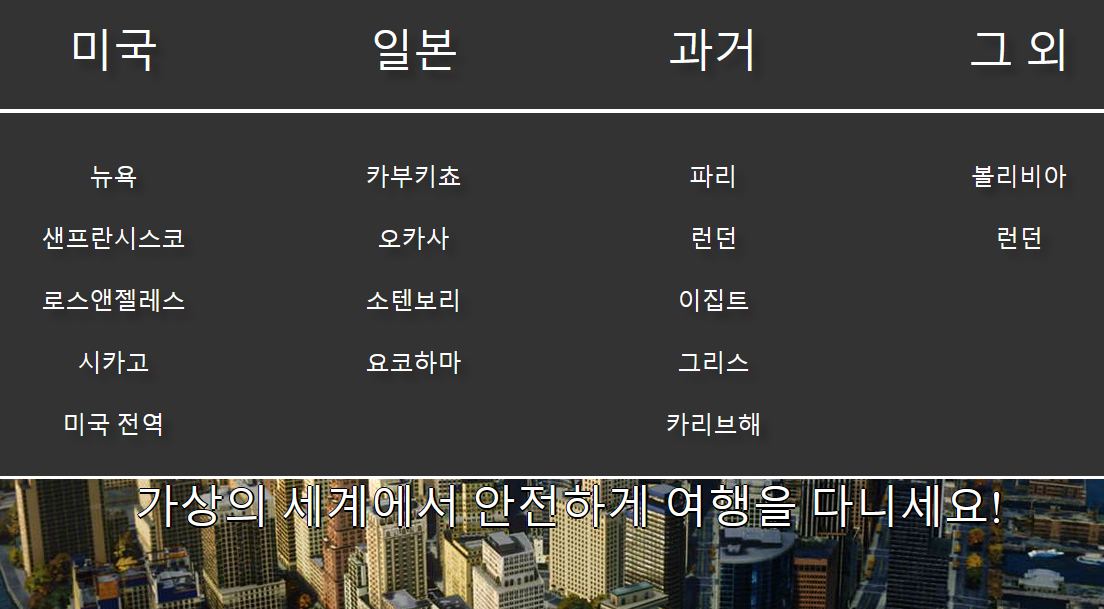 미국 일본 과거 그 외
뉴욕 카부키쵸 파리 볼리비아
샌프란시스코 오카사 런던 런던
로스앤젤레스 소텐보리 이집트
시카고 요코하마 그리스
미국 전역 카리브해
가상의 세계에서 안전하게 여행을 다니세요!